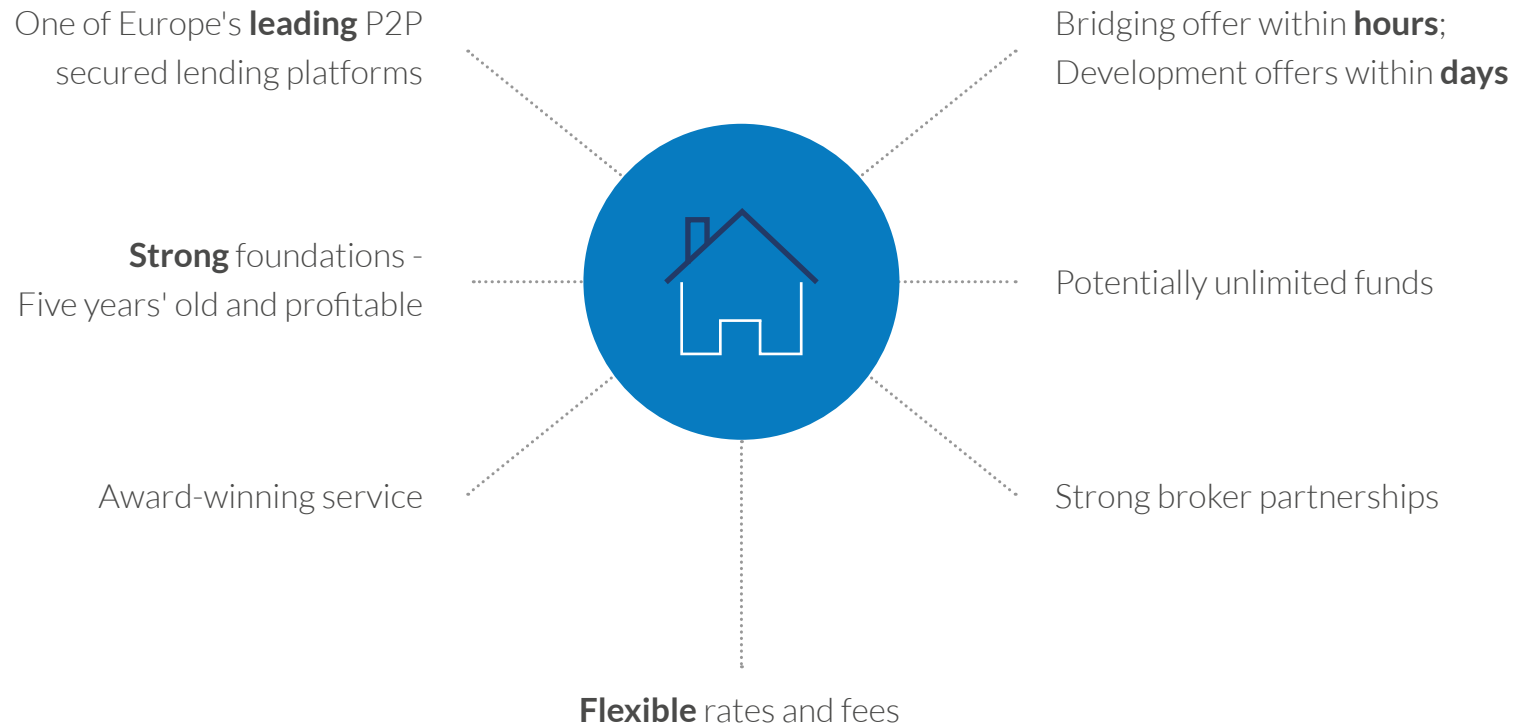 One of Europe's leading P2P
secured lending platforms
Bridging offer within hours;
Development offers within days
Strong foundations -
Five years' old and profitable
Potentially unlimited funds
Award-winning service
Strong broker partnerships
Flexible rates and fees